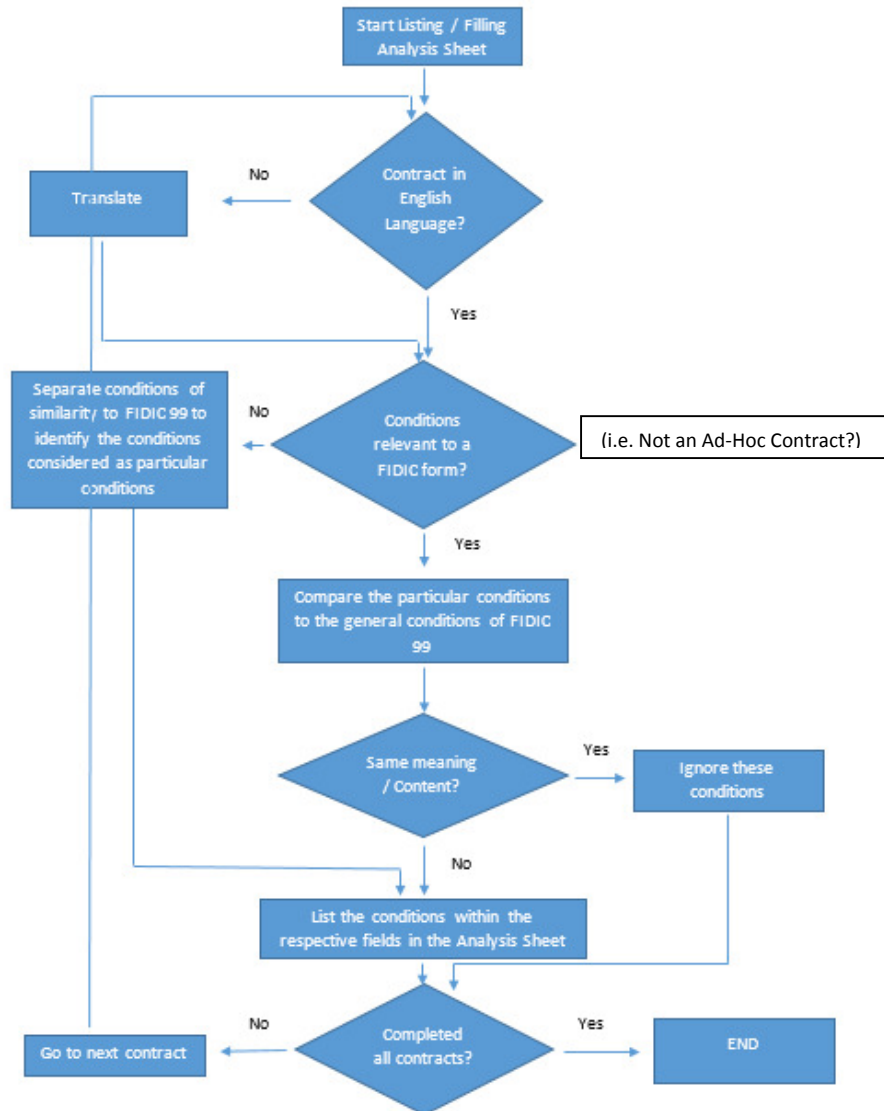 Start Listing / Filling
Analysis Sheet
No
Translate
Contract in
English
Language?
Yes
Separate conditions of
similarity to FIDIC 99 to
identify the conditions
considered as particular
conditions
No
Conditions
relevant to a
FIDIC form?
(i.e. Not an Ad-Hoc Contract?)
Yes
Compare the particular conditions
to the general conditions of FIDIC
99
Same meaning
/ Content?
Yes
Ignore these
conditions
No
List the conditions within the
respective fields in the Analysis Sheet
No
Go to next contract
Completed
all contracts?
Yes
END